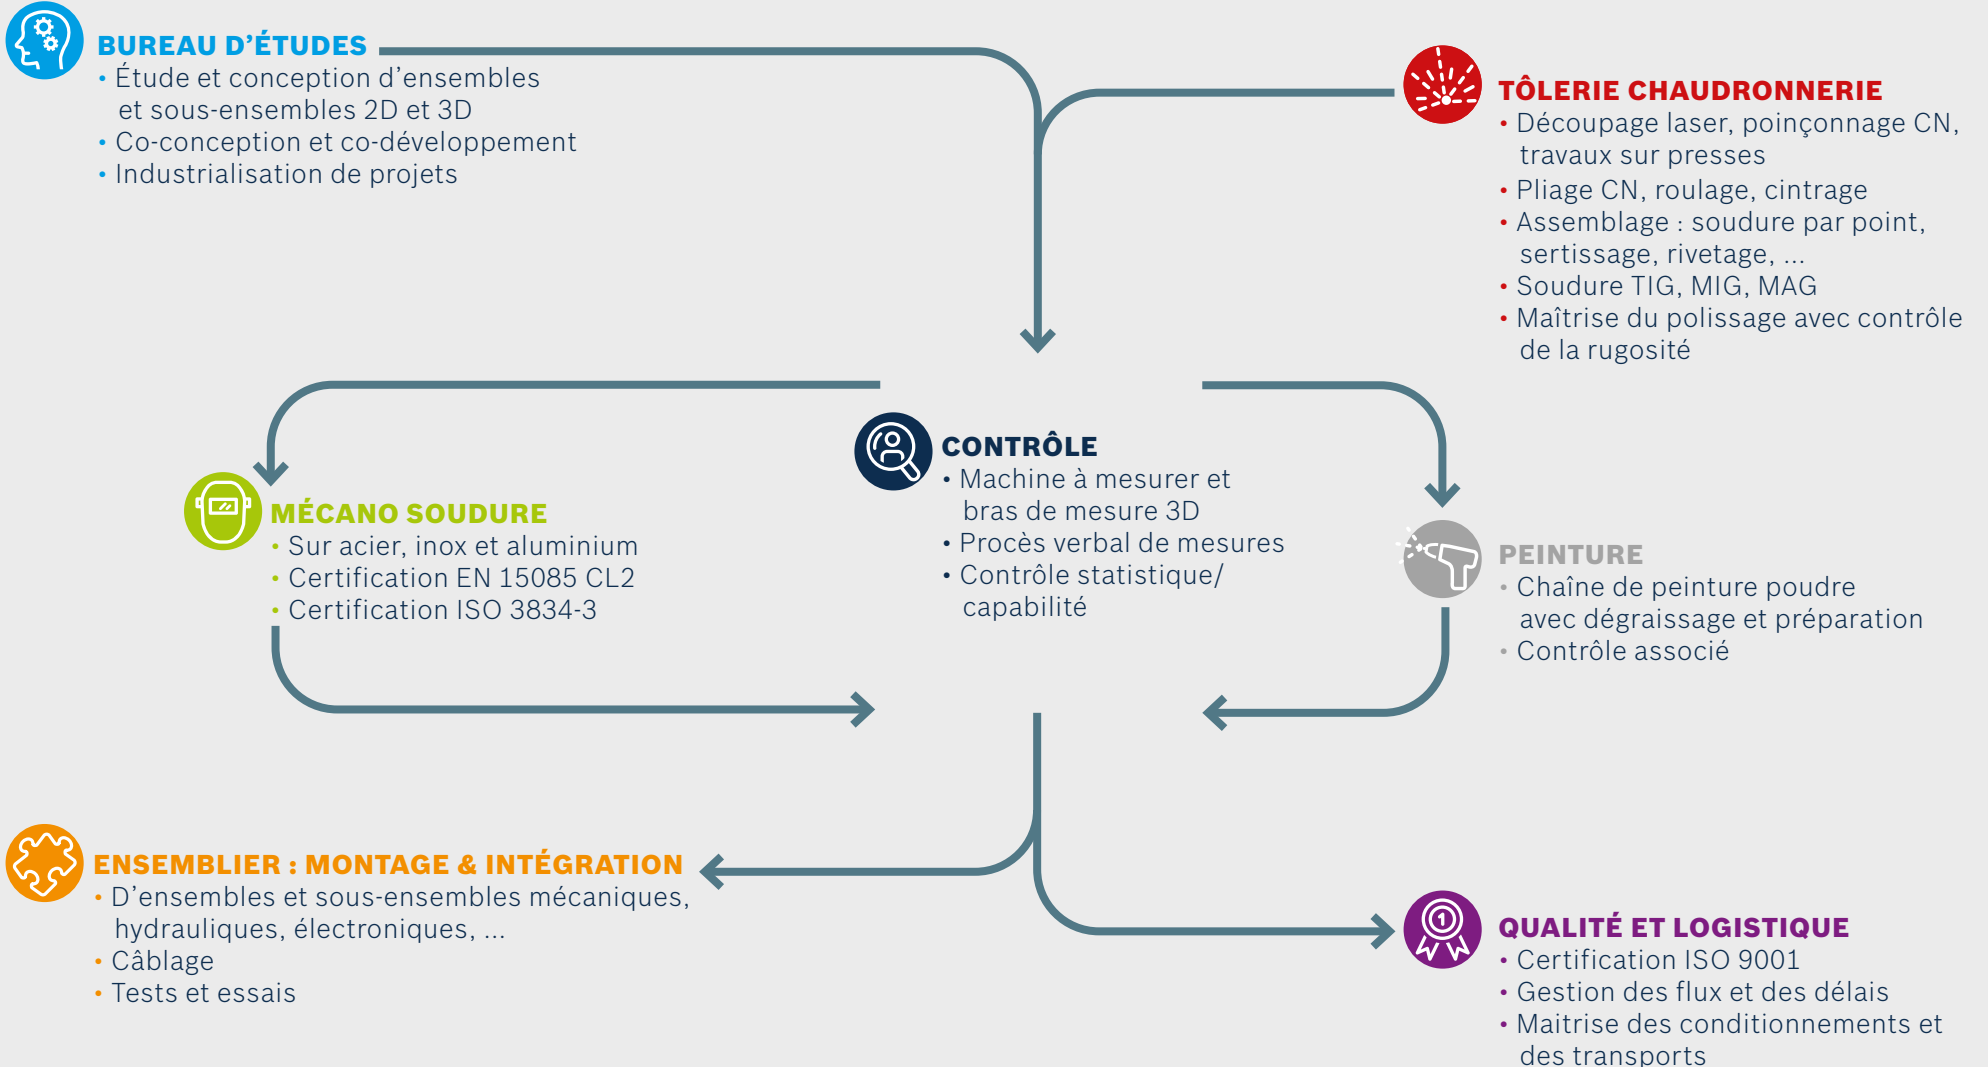 BUREAU D’ÉTUDES
• Étude et conception d’ensembles
et sous-ensembles 2D et 3D
• Co-conception et co-développement
• Industrialisation de projets
TÔLERIE CHAUDRONNERIE
• Découpage laser, poinçonnage CN,
travaux sur presses
• Pliage CN, roulage, cintrage
• Assemblage : soudure par point,
sertissage, rivetage, ...
• Soudure TIG, MIG, MAG
• Maîtrise du polissage avec contrôle
de la rugosité
MÉCANO SOUDURE
• Sur acier, inox et aluminium
• Certification EN 15085 CL2
• Certification ISO 3834-3
CONTRÔLE
• Machine à mesurer et
bras de mesure 3D
• Procès verbal de mesures
• Contrôle statistique/
capabilité
PEINTURE
• Chaîne de peinture poudre
avec dégraissage et préparation
• Contrôle associé
ENSEMBLIER : MONTAGE & INTÉGRATION
• D’ensembles et sous-ensembles mécaniques,
hydrauliques, électroniques, ...
• Câblage
• Tests et essais
1
QUALITÉ ET LOGISTIQUE
• Certification ISO 9001
• Gestion des flux et des délais
• Maitrise des conditionnements et
des transports